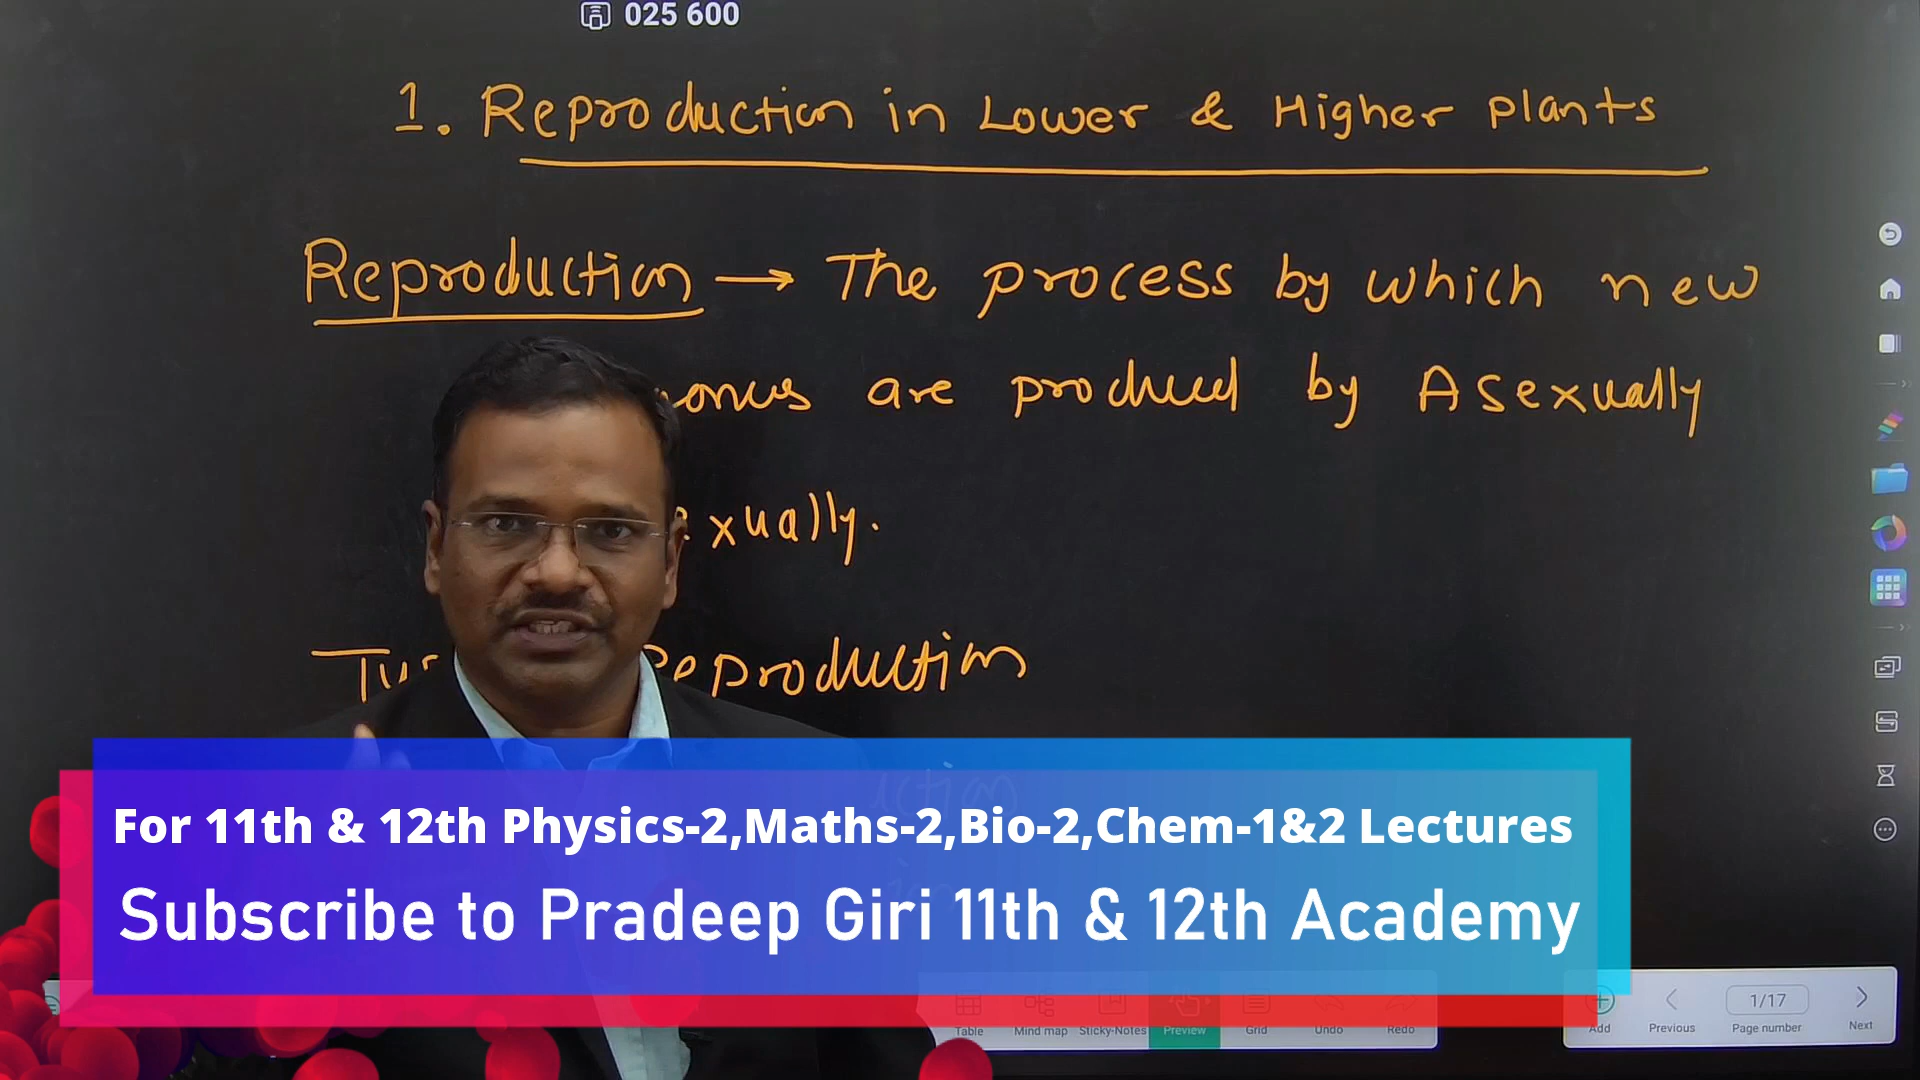 025 600
1. Reproduction in Lower & Higher plants
Reproduction → The process by which new
are produced by Asexually
xually.
Reproduction
For 11th & 12th Physics-2,Maths-2,Bio-2,Chem-1&2 Lectures
Subscribe to Pradeep Giri 11th & 12th Academy
Table Mind map Sticky-Notes Preview Grid Undo Redo
Add Previous 1/17 Page number Next